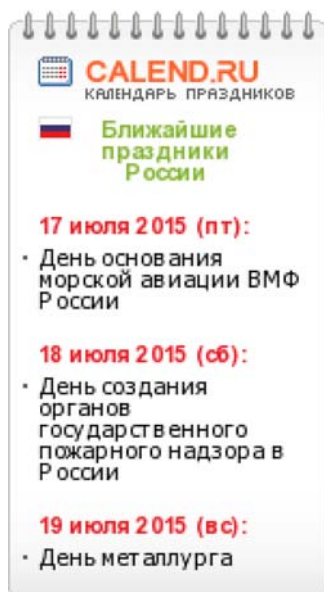 CALEND.RU
КАЛЕНДАРЬ ПРАЗДНИКОВ
Ближайшие
праздники
России
17 июля 2015 (пт):
· День основания
морской авиации ВМФ
России
18 июля 2015 (сб):
· День создания
органов
государственного
пожарного надзора в
России
19 июля 2015 (вс):
· День металлурга